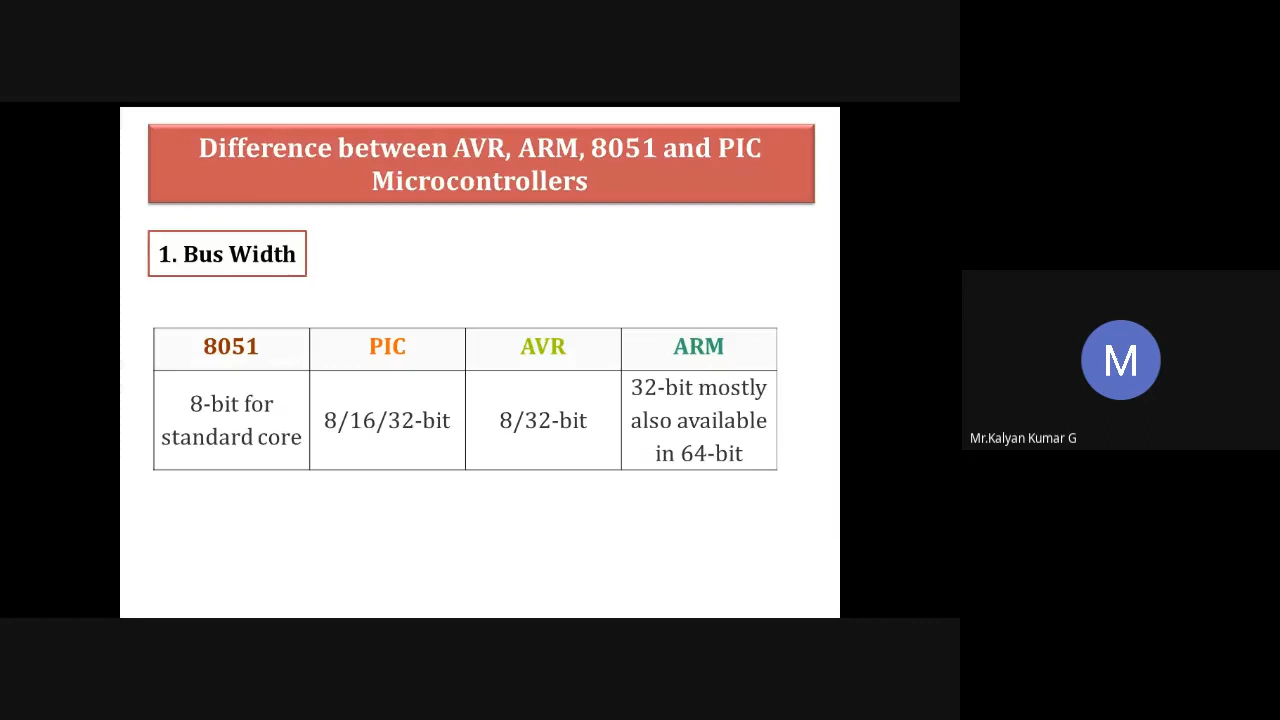 Difference between AVR, ARM, 8051 and PIC
Microcontrollers
1. Bus Width
8051
PIC
AVR
ARM
8-bit for
standard core
8/16/32-bit
8/32-bit
32-bit mostly
also available
in 64-bit
M
Mr.Kalyan Kumar G